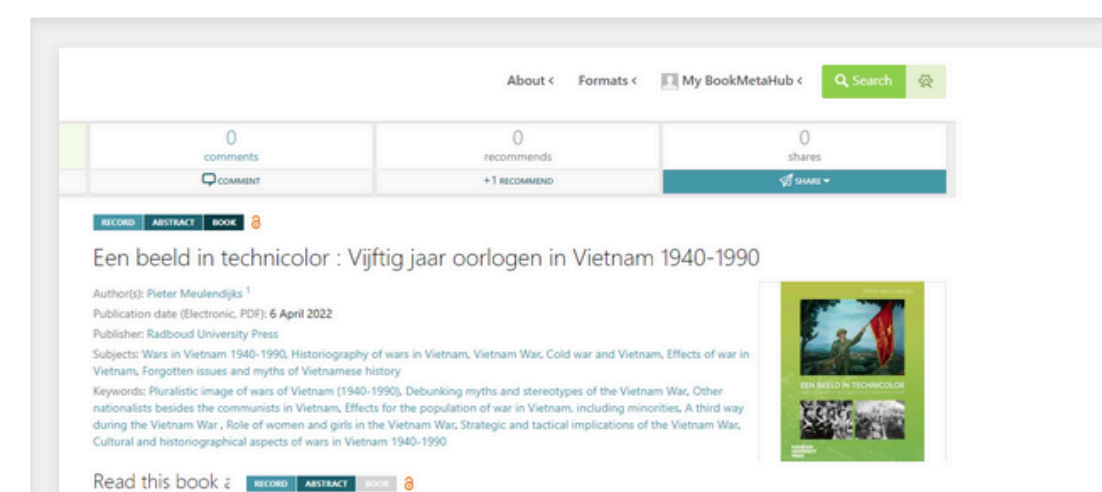 About < Formats < My BookMetaHub < Search
0 0 0
comments recommends shares
COMMENT +1 RECOMMEND SHARE
RECORD ABSTRACT BOOK
Een beeld in technicolor : Vijftig jaar oorlogen in Vietnam 1940-1990
Author(s): Pieter Meulendijks 1
Publication date (Electronic, PDF): 6 April 2022
Publisher: Radboud University Press
Subjects: Wars in Vietnam 1940-1990, Historiography of wars in Vietnam, Vietnam War, Cold war and Vietnam, Effects of war in
Vietnam, Forgotten issues and myths of Vietnamese history
Keywords: Pluralistic image of wars of Vietnam (1940-1990), Debunking myths and stereotypes of the Vietnam War, Other
nationalists besides the communists in Vietnam, Effects for the population of war in Vietnam, including minorities, A third way
during the Vietnam War , Role of women and girls in the Vietnam War, Strategic and tactical implications of the Vietnam War,
Cultural and historiographical aspects of wars in Vietnam 1940-1990
EEN BEELD IN TECHNICOLOR
RADBOUD
UNIVERSITY
PRESS
Read this book a RECORD ABSTRACT BOOK